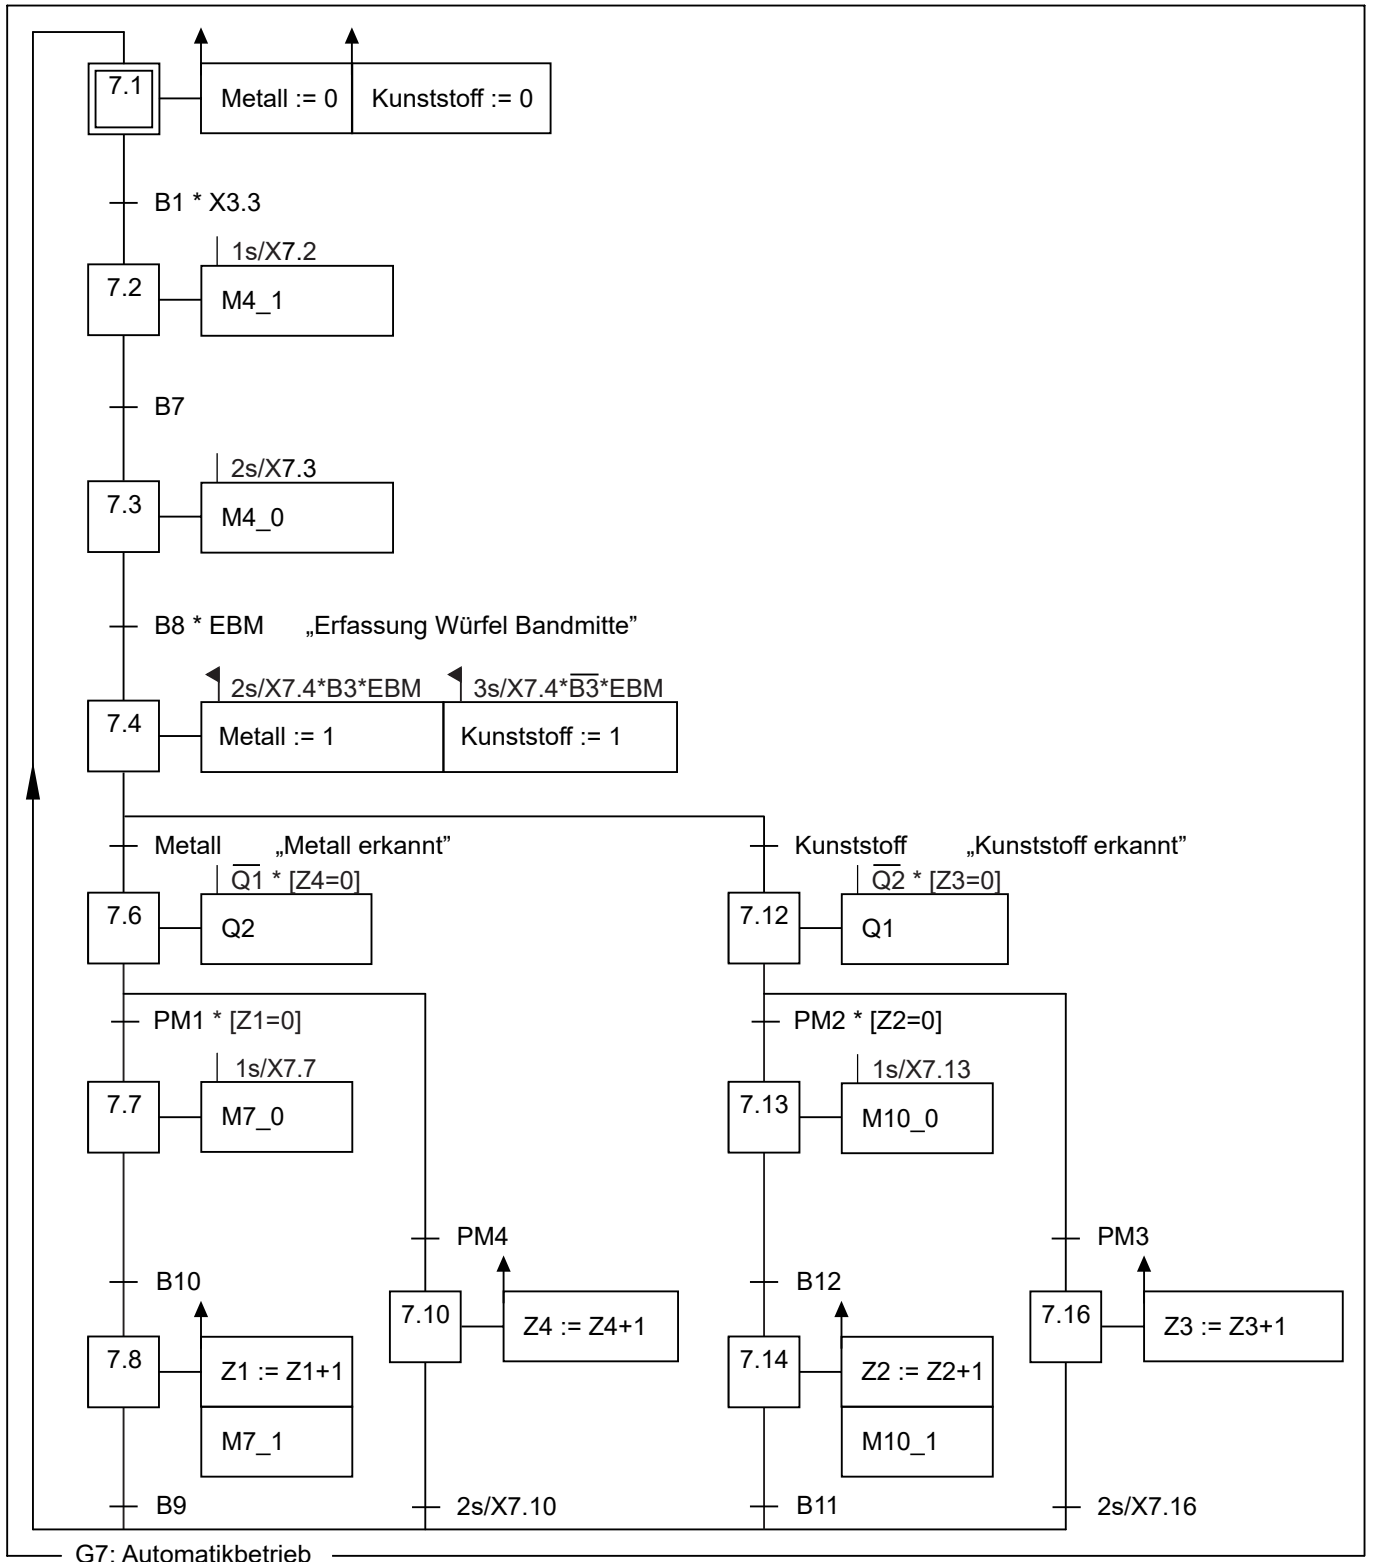 7.1
Metall := 0
Kunststoff := 0
B1 * X3.3
1s/X7.2
7.2
M4_1
B7
2s/X7.3
7.3
M4_0
B8 * EBM „Erfassung Würfel Bandmitte”
2s/X7.4*B3*EBM
3s/X7.4*B̅3̅*EBM
7.4
Metall := 1
Kunststoff := 1
Metall „Metall erkannt”
Kunststoff „Kunststoff erkannt”
Q̅1̅ * [Z4=0]
Q̅2̅ * [Z3=0]
7.6
Q2
7.12
Q1
PM1 * [Z1=0]
PM2 * [Z2=0]
1s/X7.7
1s/X7.13
7.7
M7_0
7.13
M10_0
PM4
PM3
B10
B12
7.10
Z4 := Z4+1
7.16
Z3 := Z3+1
7.8
Z1 := Z1+1
7.14
Z2 := Z2+1
M7_1
M10_1
B9
2s/X7.10
B11
2s/X7.16
G7: Automatikbetrieb